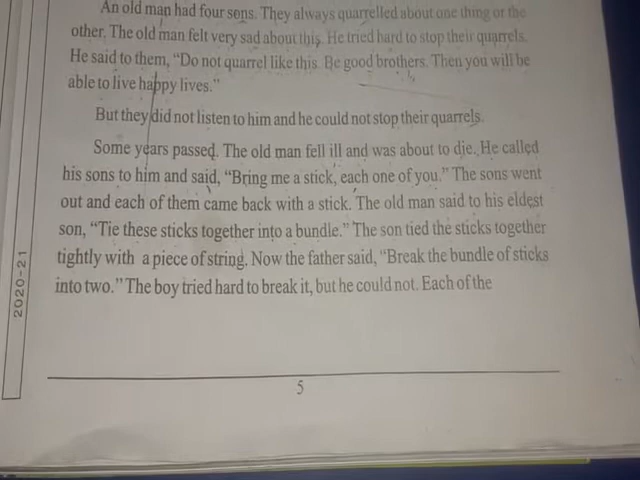 An old man had four sons. They always quarrelled about one thing or the
other. The old man felt very sad about this. He tried hard to stop their quarrels.
He said to them, “Do not quarrel like this. Be good brothers. Then you will be
able to live happy lives.”
But they did not listen to him and he could not stop their quarrels.
Some years passed. The old man fell ill and was about to die. He called
his sons to him and said, “Bring me a stick, each one of you.” The sons went
out and each of them came back with a stick. The old man said to his eldest
son, “Tie these sticks together into a bundle.” The son tied the sticks together
tightly with a piece of string. Now the father said, “Break the bundle of sticks
into two.” The boy tried hard to break it, but he could not. Each of the
5
2020-21